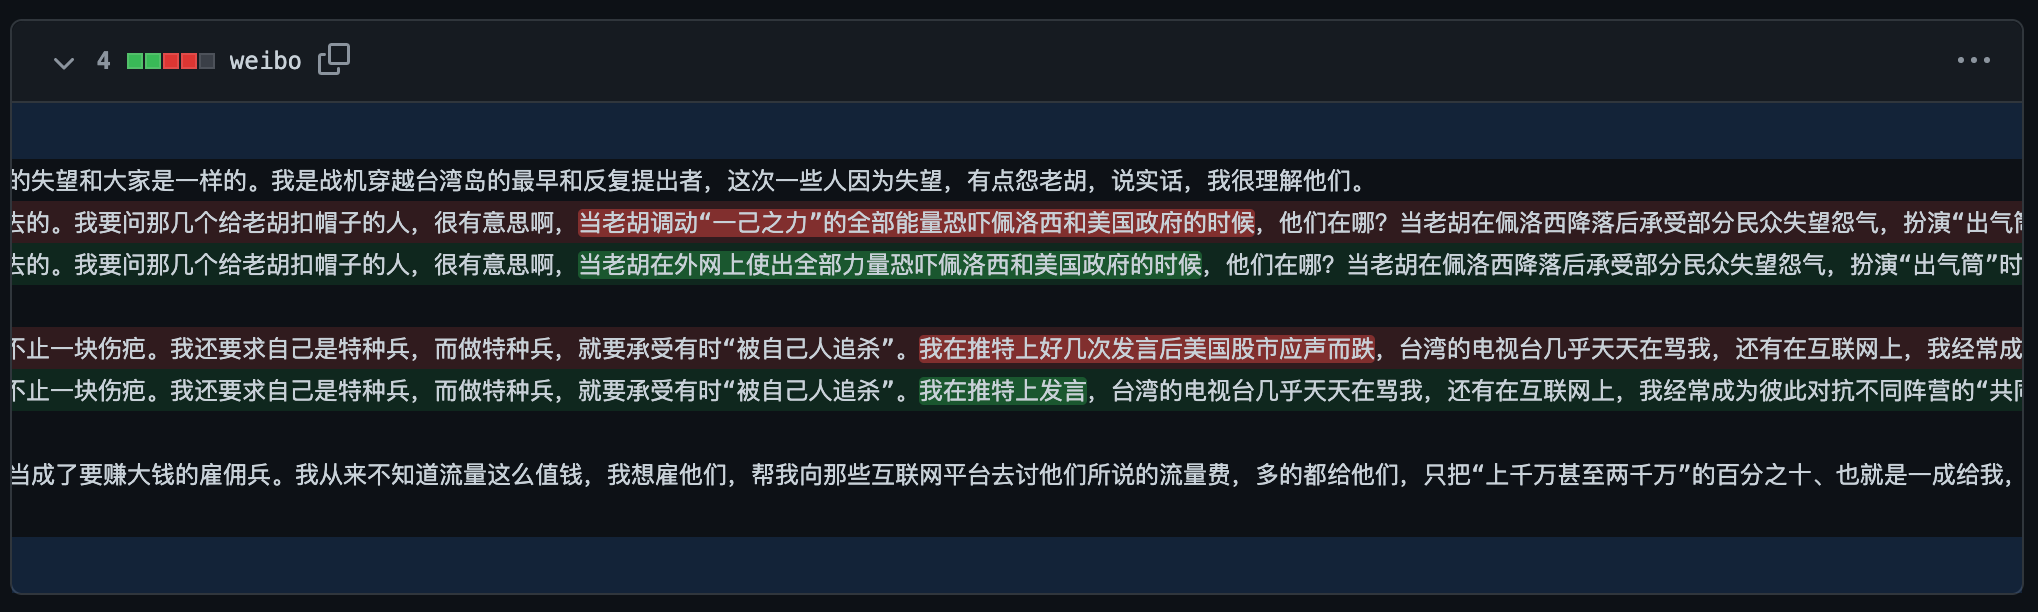 4 weibo
的失望和大家是一样的。我是战机穿越台湾岛的最早和反复提出者，这次一些人因为失望，有点怨老胡，说实话，我很理解他们。
去的。我要问那几个给老胡扣帽子的人，很有意思啊，当老胡调动“一己之力”的全部能量恐吓佩洛西和美国政府的时候，他们在哪？当老胡在佩洛西降落后承受部分民众失望怨气，扮演“出气筒
去的。我要问那几个给老胡扣帽子的人，很有意思啊，当老胡在外网上使出全部力量恐吓佩洛西和美国政府的时候，他们在哪？当老胡在佩洛西降落后承受部分民众失望怨气，扮演“出气筒”时
不止一块伤疤。我还要求自己是特种兵，而做特种兵，就要承受有时“被自己人追杀”。我在推特上好几次发言后美国股市应声而跌，台湾的电视台几乎天天在骂我，还有在互联网上，我经常成
不止一块伤疤。我还要求自己是特种兵，而做特种兵，就要承受有时“被自己人追杀”。我在推特上发言，台湾的电视台几乎天天在骂我，还有在互联网上，我经常成为彼此对抗不同阵营的“共同
当成了要赚大钱的雇佣兵。我从来不知道流量这么值钱，我想雇他们，帮我向那些互联网平台去讨他们所说的流量费，多的都给他们，只把“上千万甚至两千万”的百分之十、也就是一成给我，